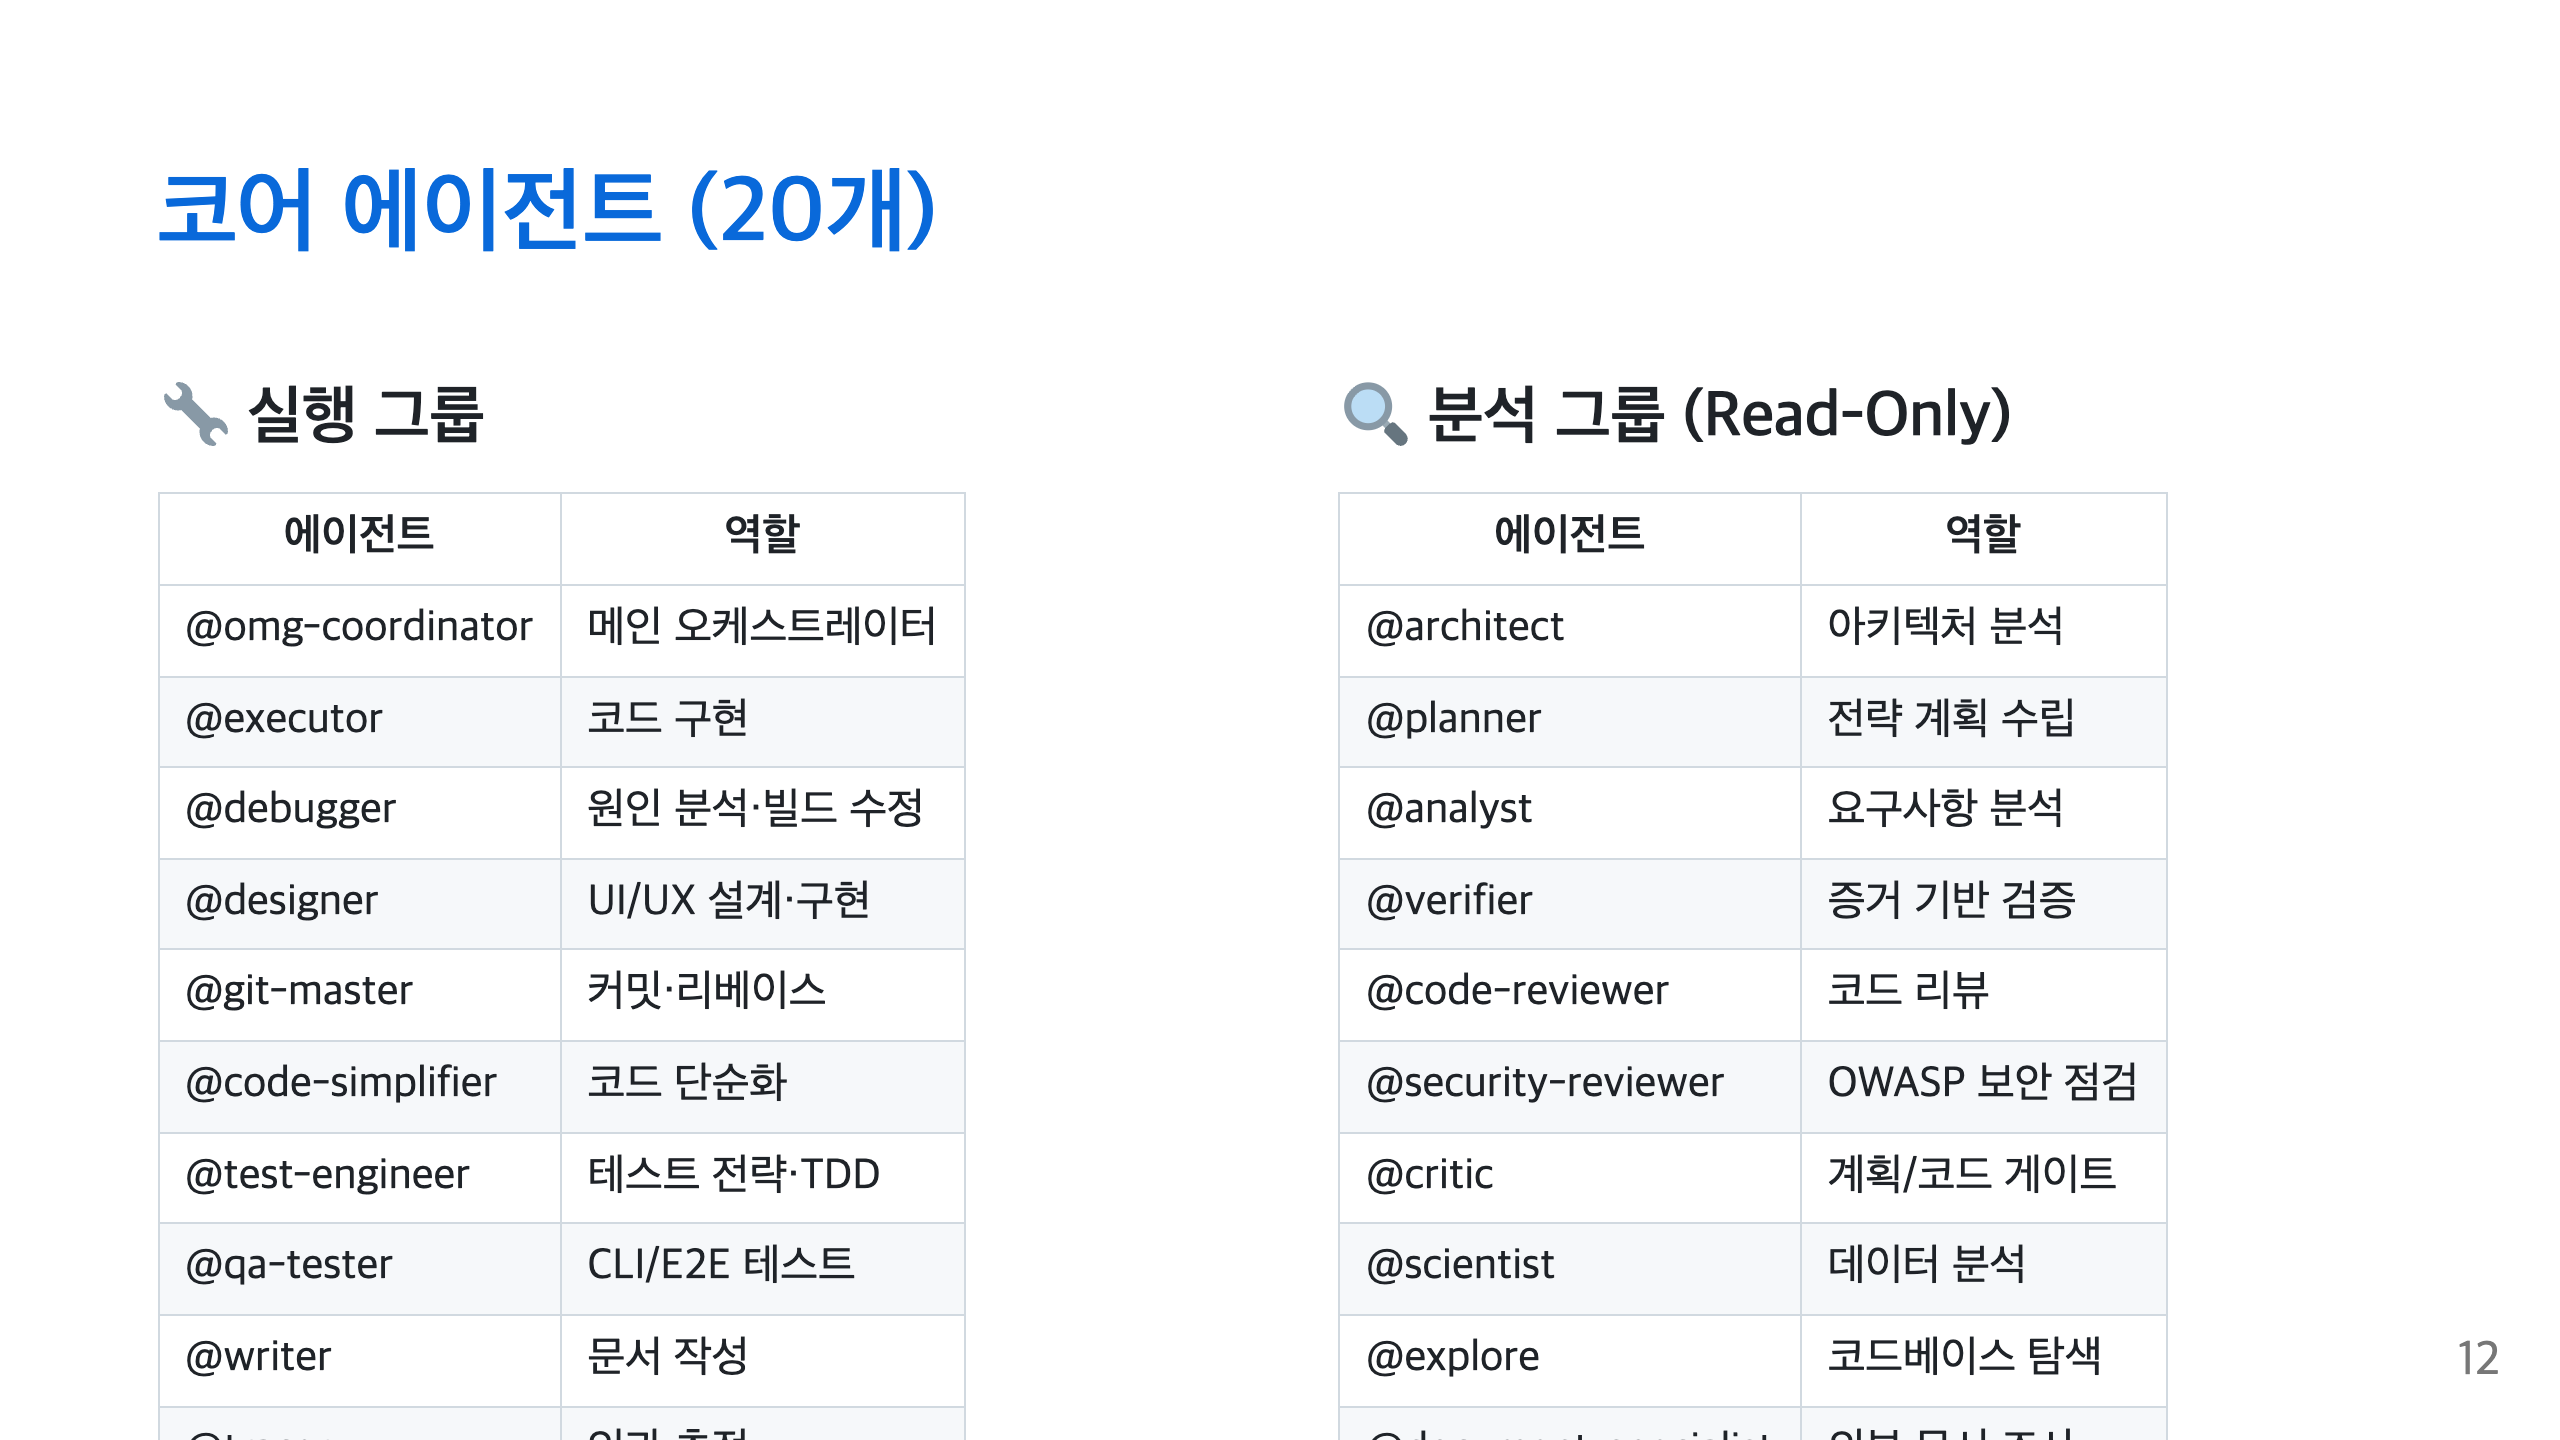 코어 에이전트 (20개)
🔧 실행 그룹
에이전트 역할
@omg-coordinator 메인 오케스트레이터
@executor 코드 구현
@debugger 원인 분석·빌드 수정
@designer UI/UX 설계·구현
@git-master 커밋·리베이스
@code-simplifier 코드 단순화
@test-engineer 테스트 전략·TDD
@qa-tester CLI/E2E 테스트
@writer 문서 작성
🔍 분석 그룹 (Read-Only)
에이전트 역할
@architect 아키텍처 분석
@planner 전략 계획 수립
@analyst 요구사항 분석
@verifier 증거 기반 검증
@code-reviewer 코드 리뷰
@security-reviewer OWASP 보안 점검
@critic 계획/코드 게이트
@scientist 데이터 분석
@explore 코드베이스 탐색
@document-specialist
12